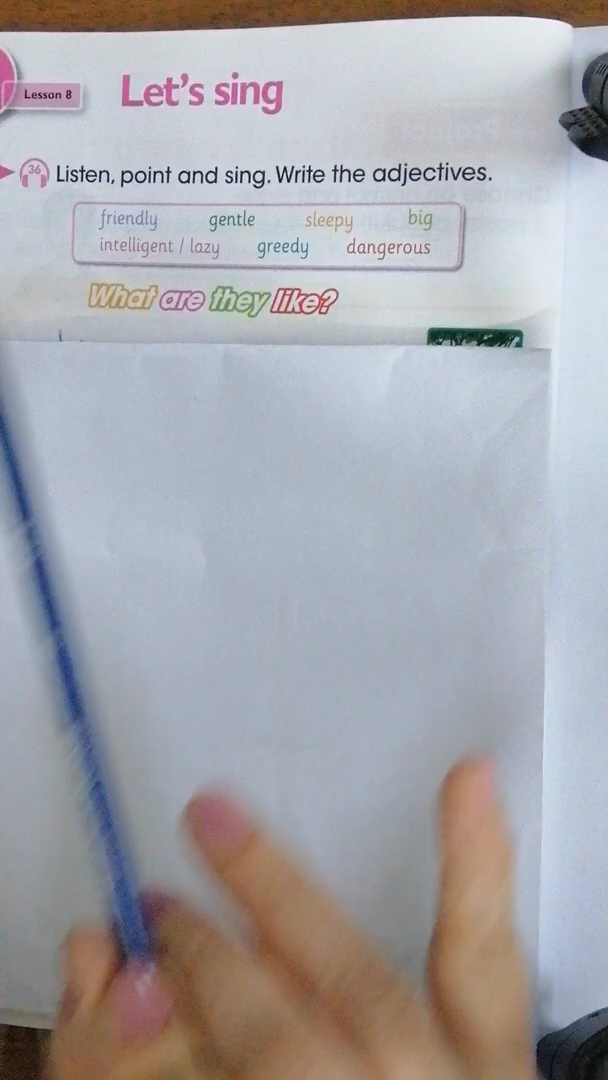 Lesson 8
Let's sing
36
Listen, point and sing. Write the adjectives.
friendly gentle sleepy big
intelligent / lazy greedy dangerous
What are they like?